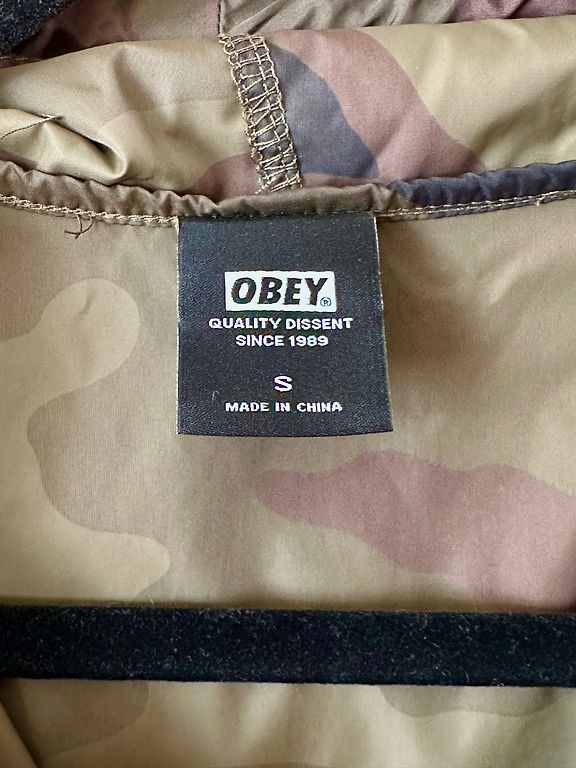 OBEY®
QUALITY DISSENT
SINCE 1989
S
MADE IN CHINA